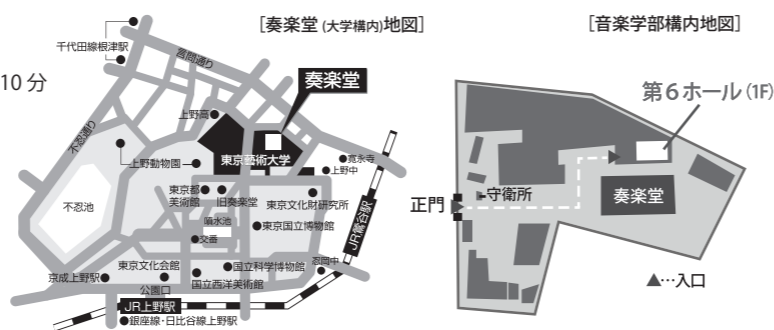 [奏楽堂 (大学構内)地図]
千代田線根津駅
言問通り
10 分
奏楽堂
上野高
不忍通り
東京藝術大学
寛永寺
上野中
上野動物園
東京都
美術館
旧奏楽堂
東京文化財研究所
不忍池
噴水池
東京国立博物館
JR鶯谷駅
交番
東京文化会館
国立科学博物館
忍岡中
京成上野駅
公園口
国立西洋美術館
JR上野駅
銀座線・日比谷線上野駅
[音楽学部構内地図]
第6ホール(1F)
守衛所
正門
奏楽堂
▲…入口